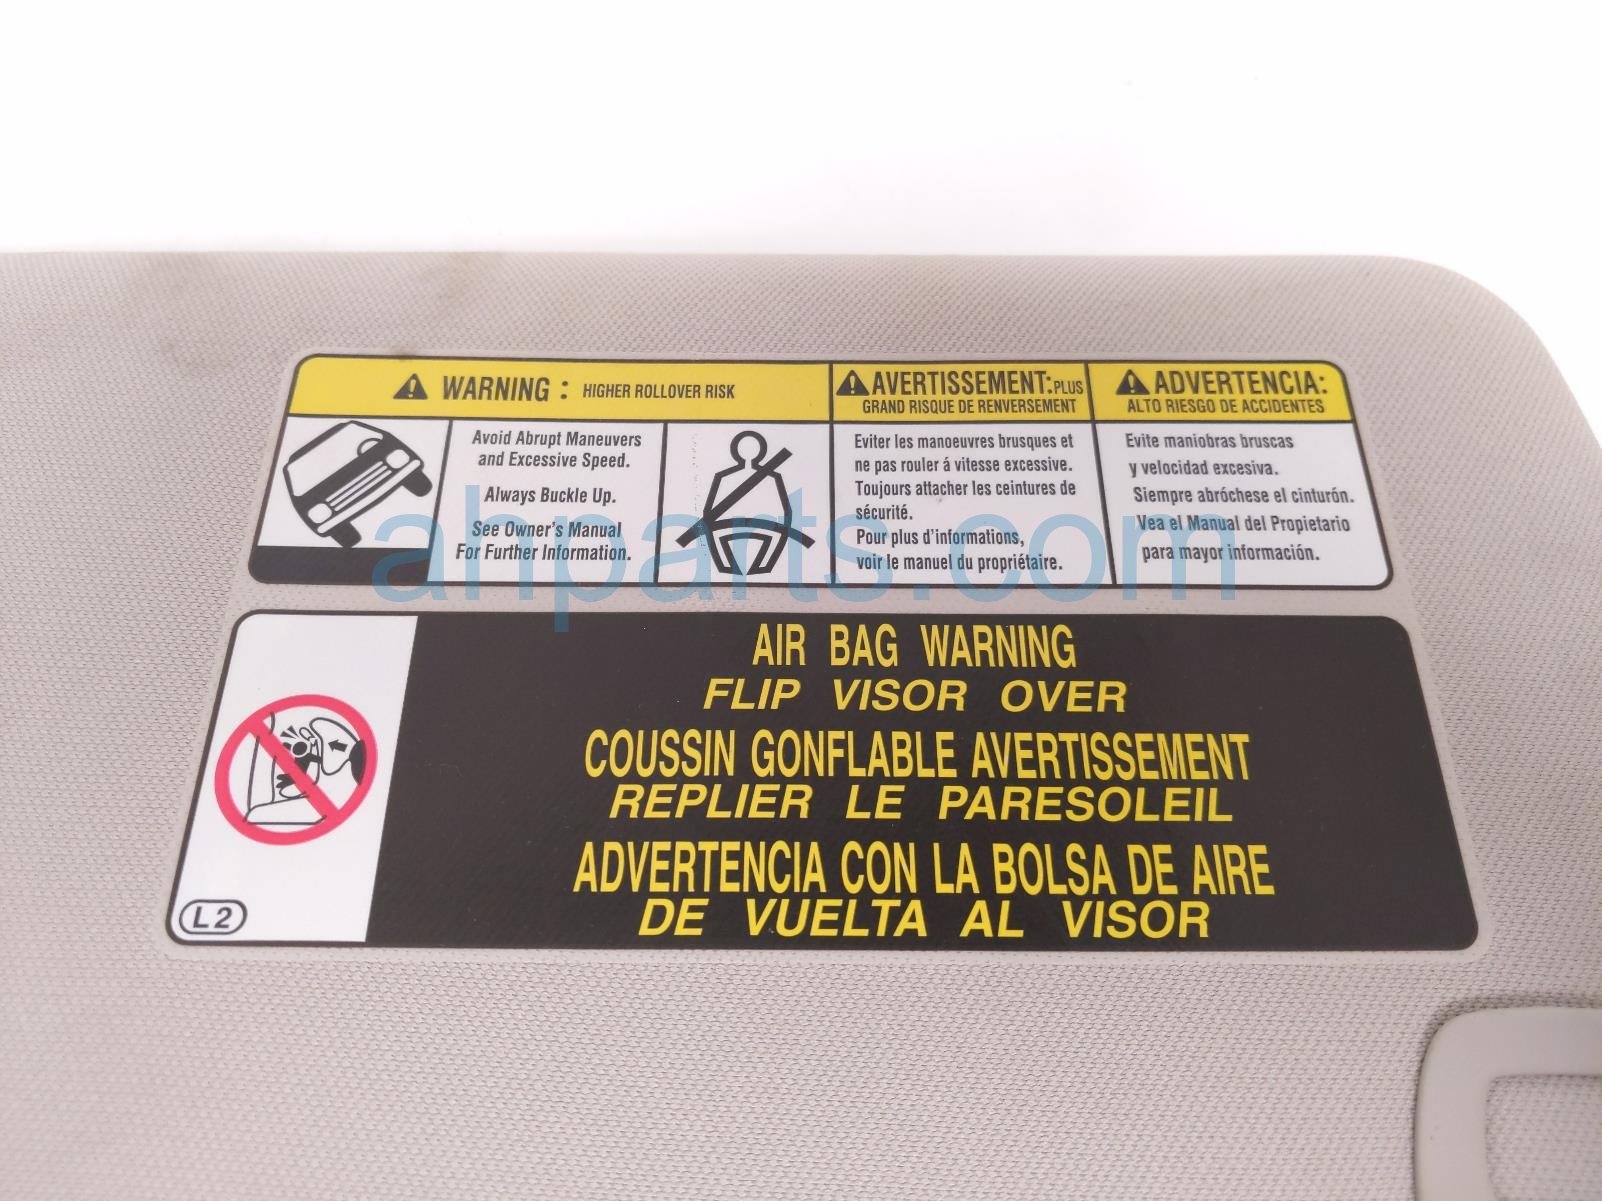 WARNING : HIGHER ROLLOVER RISK
Avoid Abrupt Maneuvers
and Excessive Speed.
Always Buckle Up.
See Owner's Manual
For Further Information.
AVERTISSEMENT: PLUS
GRAND RISQUE DE RENVERSEMENT
Eviter les manoeuvres brusques et
ne pas rouler á vitesse excessive.
Toujours attacher les ceintures de
sécurité.
Pour plus d'informations,
voir le manuel du propriétaire.
ADVERTENCIA:
ALTO RIESGO DE ACCIDENTES
Evite maniobras bruscas
y velocidad excesiva.
Siempre abróchese el cinturón.
Vea el Manual del Propietario
para mayor información.
ahparts.com
AIR BAG WARNING
FLIP VISOR OVER
COUSSIN GONFLABLE AVERTISSEMENT
REPLIER LE PARESOLEIL
ADVERTENCIA CON LA BOLSA DE AIRE
DE VUELTA AL VISOR
L2